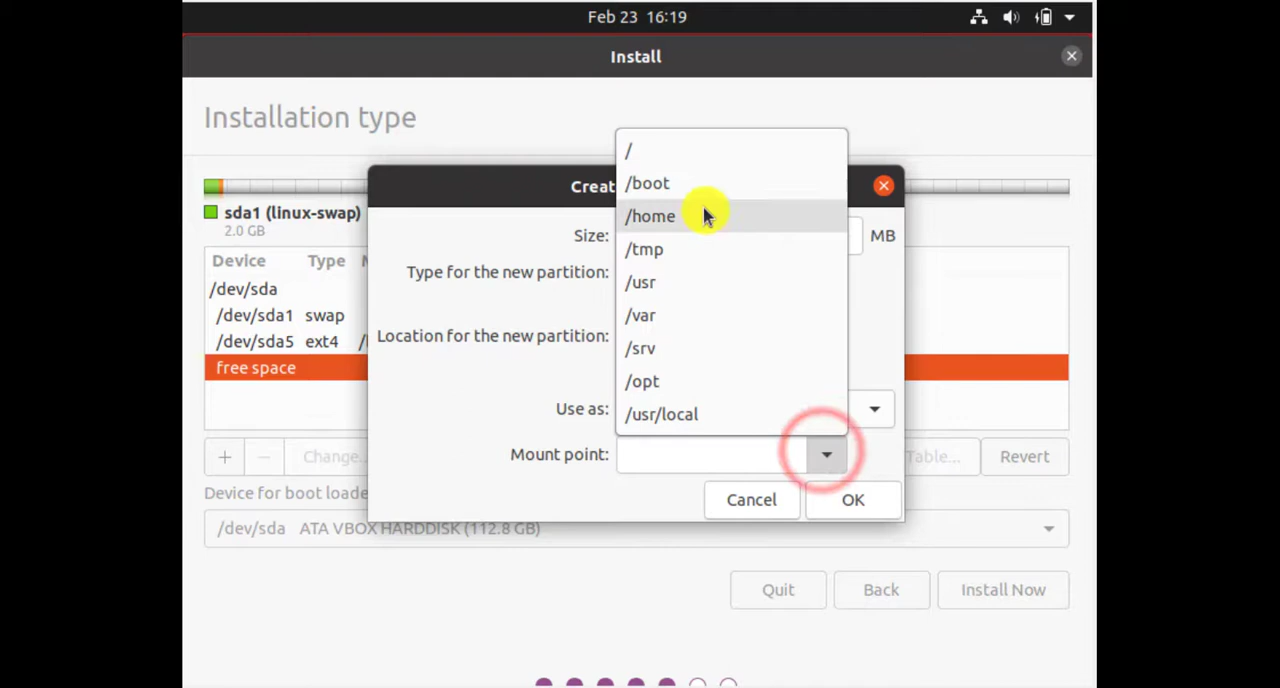 Feb 23 16:19
Install
Installation type
sda1 (linux-swap)
2.0 GB
Device Type
/dev/sda
/dev/sda1 swap
/dev/sda5 ext4
free space
+ − Change... Table... Revert
Device for boot loade
/dev/sda ATA VBOX HARDDISK (112.8 GB)
Quit Back Install Now
Creat
Size: MB
Type for the new partition:
Location for the new partition:
Use as:
Mount point:
Cancel OK
/
/boot
/home
/tmp
/usr
/var
/srv
/opt
/usr/local